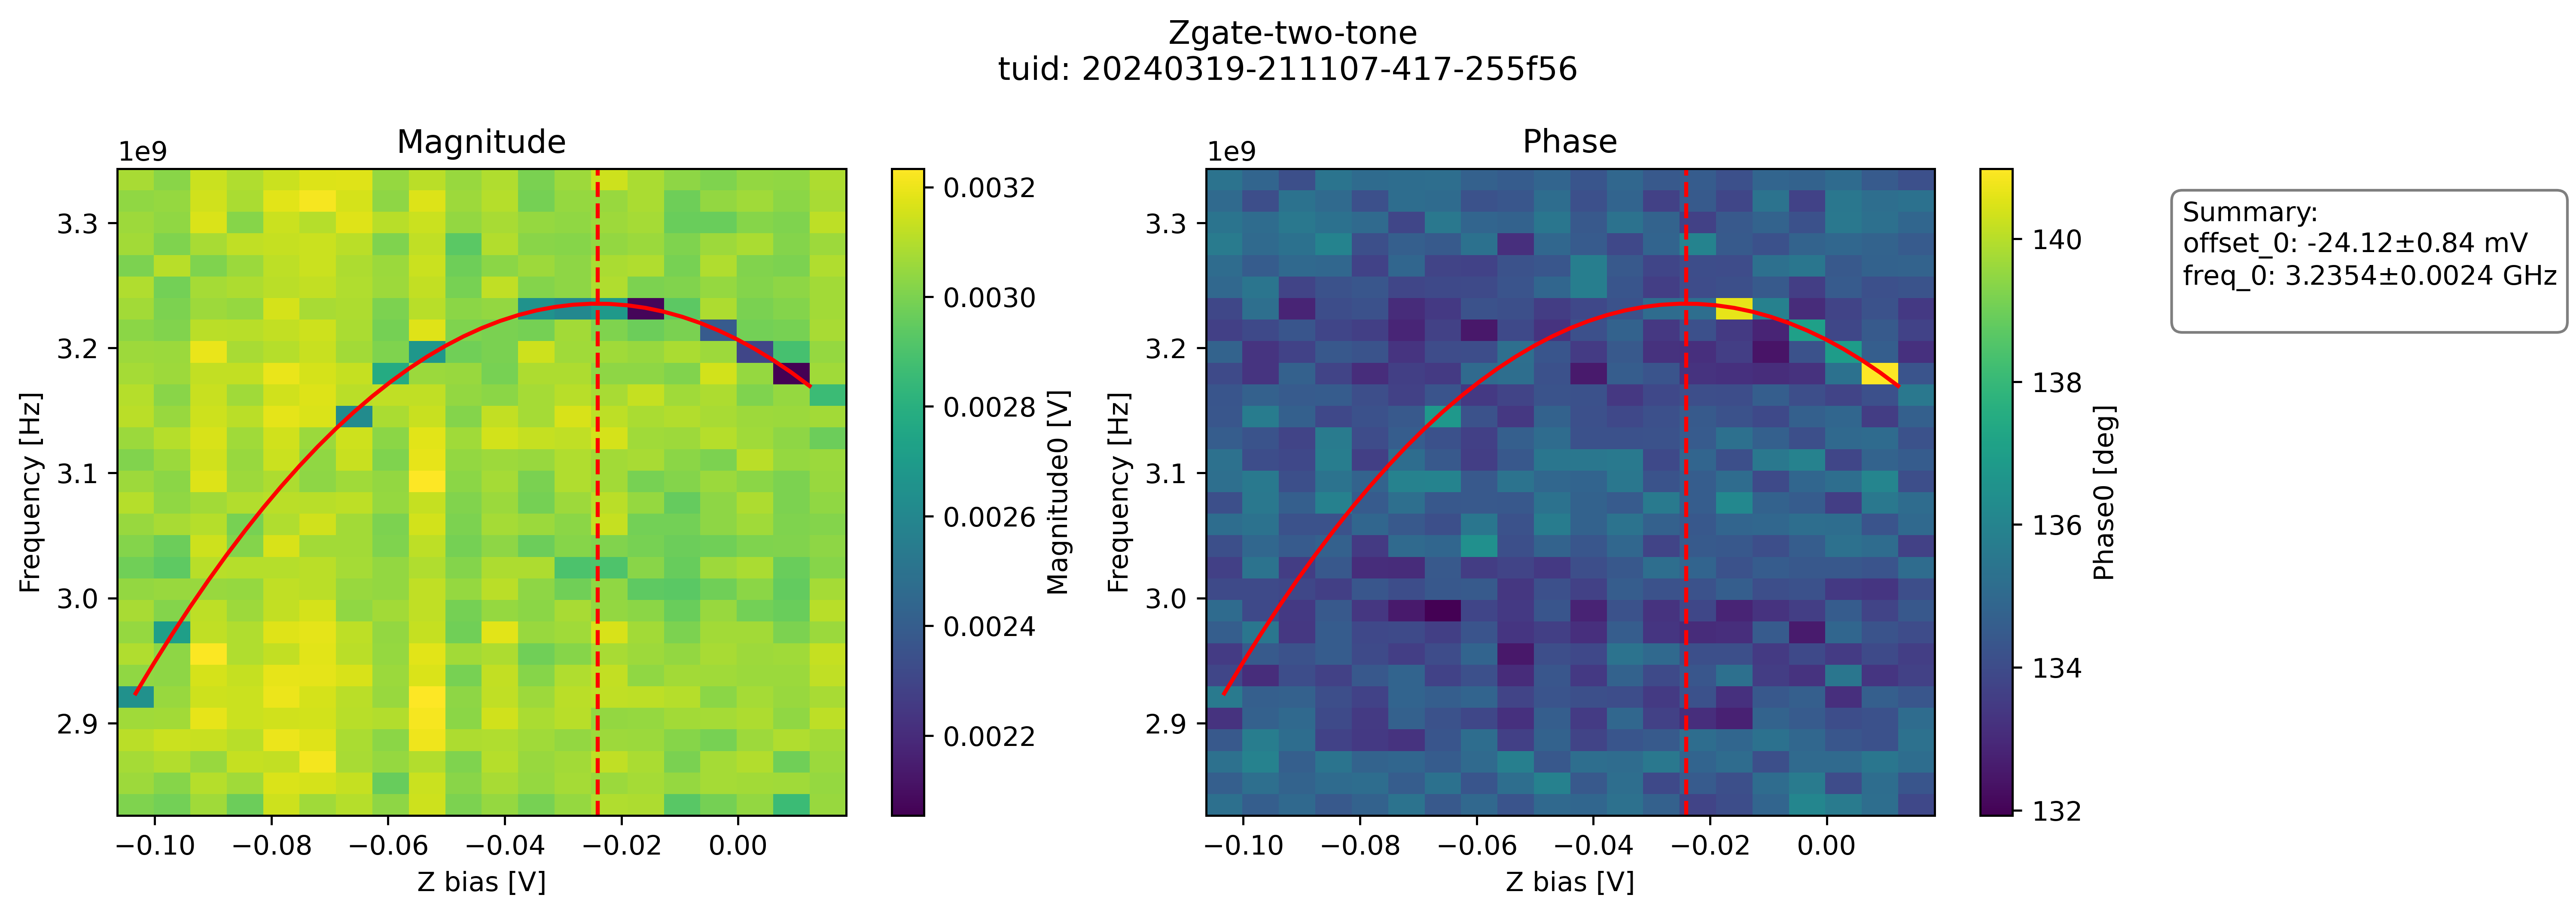 Zgate-two-tone
tuid: 20240319-211107-417-255f56
Magnitude
1e9
3.3
3.2
3.1
3.0
2.9
Frequency [Hz]
−0.10 −0.08 −0.06 −0.04 −0.02 0.00
Z bias [V]
0.0032
0.0030
0.0028
0.0026
0.0024
0.0022
Magnitude0 [V]
Phase
1e9
3.3
3.2
3.1
3.0
2.9
Frequency [Hz]
−0.10 −0.08 −0.06 −0.04 −0.02 0.00
Z bias [V]
140
138
136
134
132
Phase0 [deg]
Summary:
offset_0: -24.12±0.84 mV
freq_0: 3.2354±0.0024 GHz